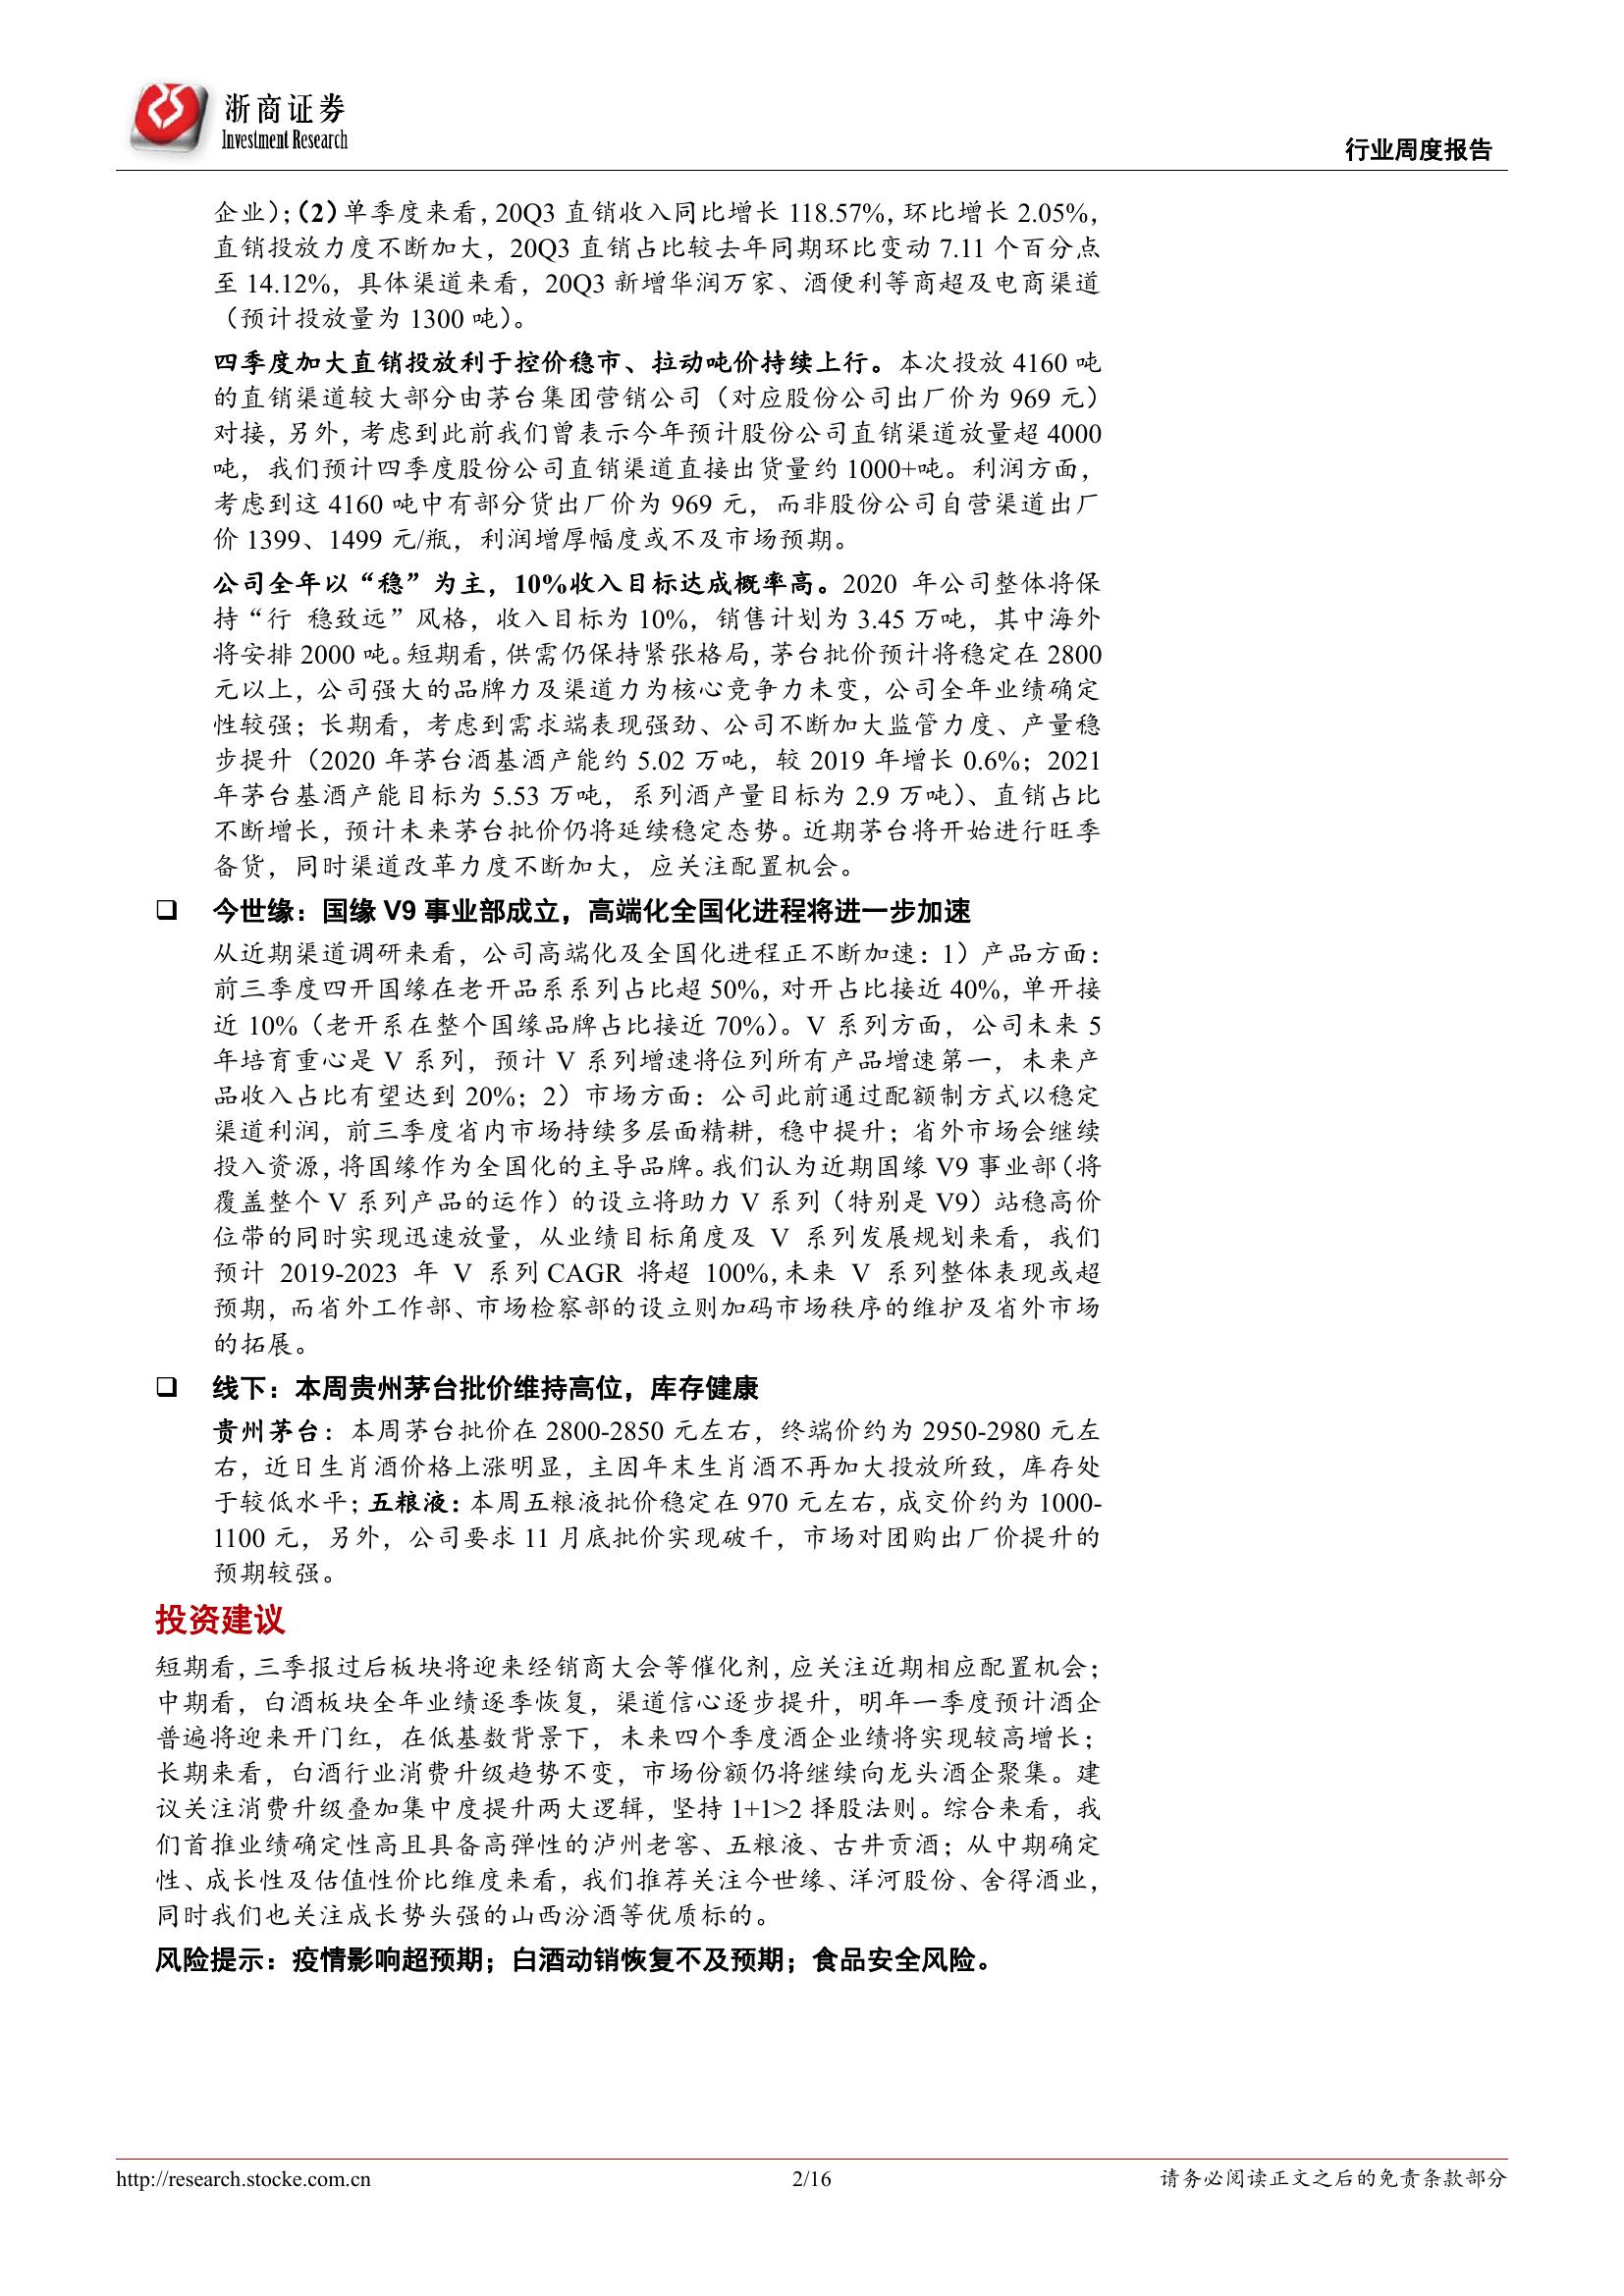 浙商证券
Investment Research
行业周度报告
企业）；（2）单季度来看，20Q3 直销收入同比增长 118.57%，环比增长 2.05%，
直销投放力度不断加大，20Q3 直销占比较去年同期环比变动 7.11 个百分点
至 14.12%，具体渠道来看，20Q3 新增华润万家、酒便利等商超及电商渠道
（预计投放量为 1300 吨）。
四季度加大直销投放利于控价稳市、拉动吨价持续上行。本次投放 4160 吨
的直销渠道较大部分由茅台集团营销公司（对应股份公司出厂价为 969 元）
对接，另外，考虑到此前我们曾表示今年预计股份公司直销渠道放量超 4000
吨，我们预计四季度股份公司直销渠道直接出货量约 1000+吨。利润方面，
考虑到这 4160 吨中有部分货出厂价为 969 元，而非股份公司自营渠道出厂
价 1399、1499 元/瓶，利润增厚幅度或不及市场预期。
公司全年以“稳”为主，10%收入目标达成概率高。2020 年公司整体将保
持“行 稳致远”风格，收入目标为 10%，销售计划为 3.45 万吨，其中海外
将安排 2000 吨。短期看，供需仍保持紧张格局，茅台批价预计将稳定在 2800
元以上，公司强大的品牌力及渠道力为核心竞争力未变，公司全年业绩确定
性较强；长期看，考虑到需求端表现强劲、公司不断加大监管力度、产量稳
步提升（2020 年茅台酒基酒产能约 5.02 万吨，较 2019 年增长 0.6%；2021
年茅台基酒产能目标为 5.53 万吨，系列酒产量目标为 2.9 万吨）、直销占比
不断增长，预计未来茅台批价仍将延续稳定态势。近期茅台将开始进行旺季
备货，同时渠道改革力度不断加大，应关注配置机会。
❑ 今世缘：国缘 V9 事业部成立，高端化全国化进程将进一步加速
从近期渠道调研来看，公司高端化及全国化进程正不断加速：1）产品方面：
前三季度四开国缘在老开品系系列占比超 50%，对开占比接近 40%，单开接
近 10%（老开系在整个国缘品牌占比接近 70%）。V 系列方面，公司未来 5
年培育重心是 V 系列，预计 V 系列增速将位列所有产品增速第一，未来产
品收入占比有望达到 20%；2）市场方面：公司此前通过配额制方式以稳定
渠道利润，前三季度省内市场持续多层面精耕，稳中提升；省外市场会继续
投入资源，将国缘作为全国化的主导品牌。我们认为近期国缘 V9 事业部（将
覆盖整个 V 系列产品的运作）的设立将助力 V 系列（特别是 V9）站稳高价
位带的同时实现迅速放量，从业绩目标角度及 V 系列发展规划来看，我们
预计 2019-2023 年 V 系列 CAGR 将超 100%，未来 V 系列整体表现或超
预期，而省外工作部、市场检察部的设立则加码市场秩序的维护及省外市场
的拓展。
❑ 线下：本周贵州茅台批价维持高位，库存健康
贵州茅台：本周茅台批价在 2800-2850 元左右，终端价约为 2950-2980 元左
右，近日生肖酒价格上涨明显，主因年末生肖酒不再加大投放所致，库存处
于较低水平；五粮液：本周五粮液批价稳定在 970 元左右，成交价约为 1000-
1100 元，另外，公司要求 11 月底批价实现破千，市场对团购出厂价提升的
预期较强。
投资建议
短期看，三季报过后板块将迎来经销商大会等催化剂，应关注近期相应配置机会；
中期看，白酒板块全年业绩逐季恢复，渠道信心逐步提升，明年一季度预计酒企
普遍将迎来开门红，在低基数背景下，未来四个季度酒企业绩将实现较高增长；
长期来看，白酒行业消费升级趋势不变，市场份额仍将继续向龙头酒企聚集。建
议关注消费升级叠加集中度提升两大逻辑，坚持 1+1>2 择股法则。综合来看，我
们首推业绩确定性高且具备高弹性的泸州老窖、五粮液、古井贡酒；从中期确定
性、成长性及估值性价比维度来看，我们推荐关注今世缘、洋河股份、舍得酒业，
同时我们也关注成长势头强的山西汾酒等优质标的。
风险提示：疫情影响超预期；白酒动销恢复不及预期；食品安全风险。
http://research.stocke.com.cn
2/16
请务必阅读正文之后的免责条款部分